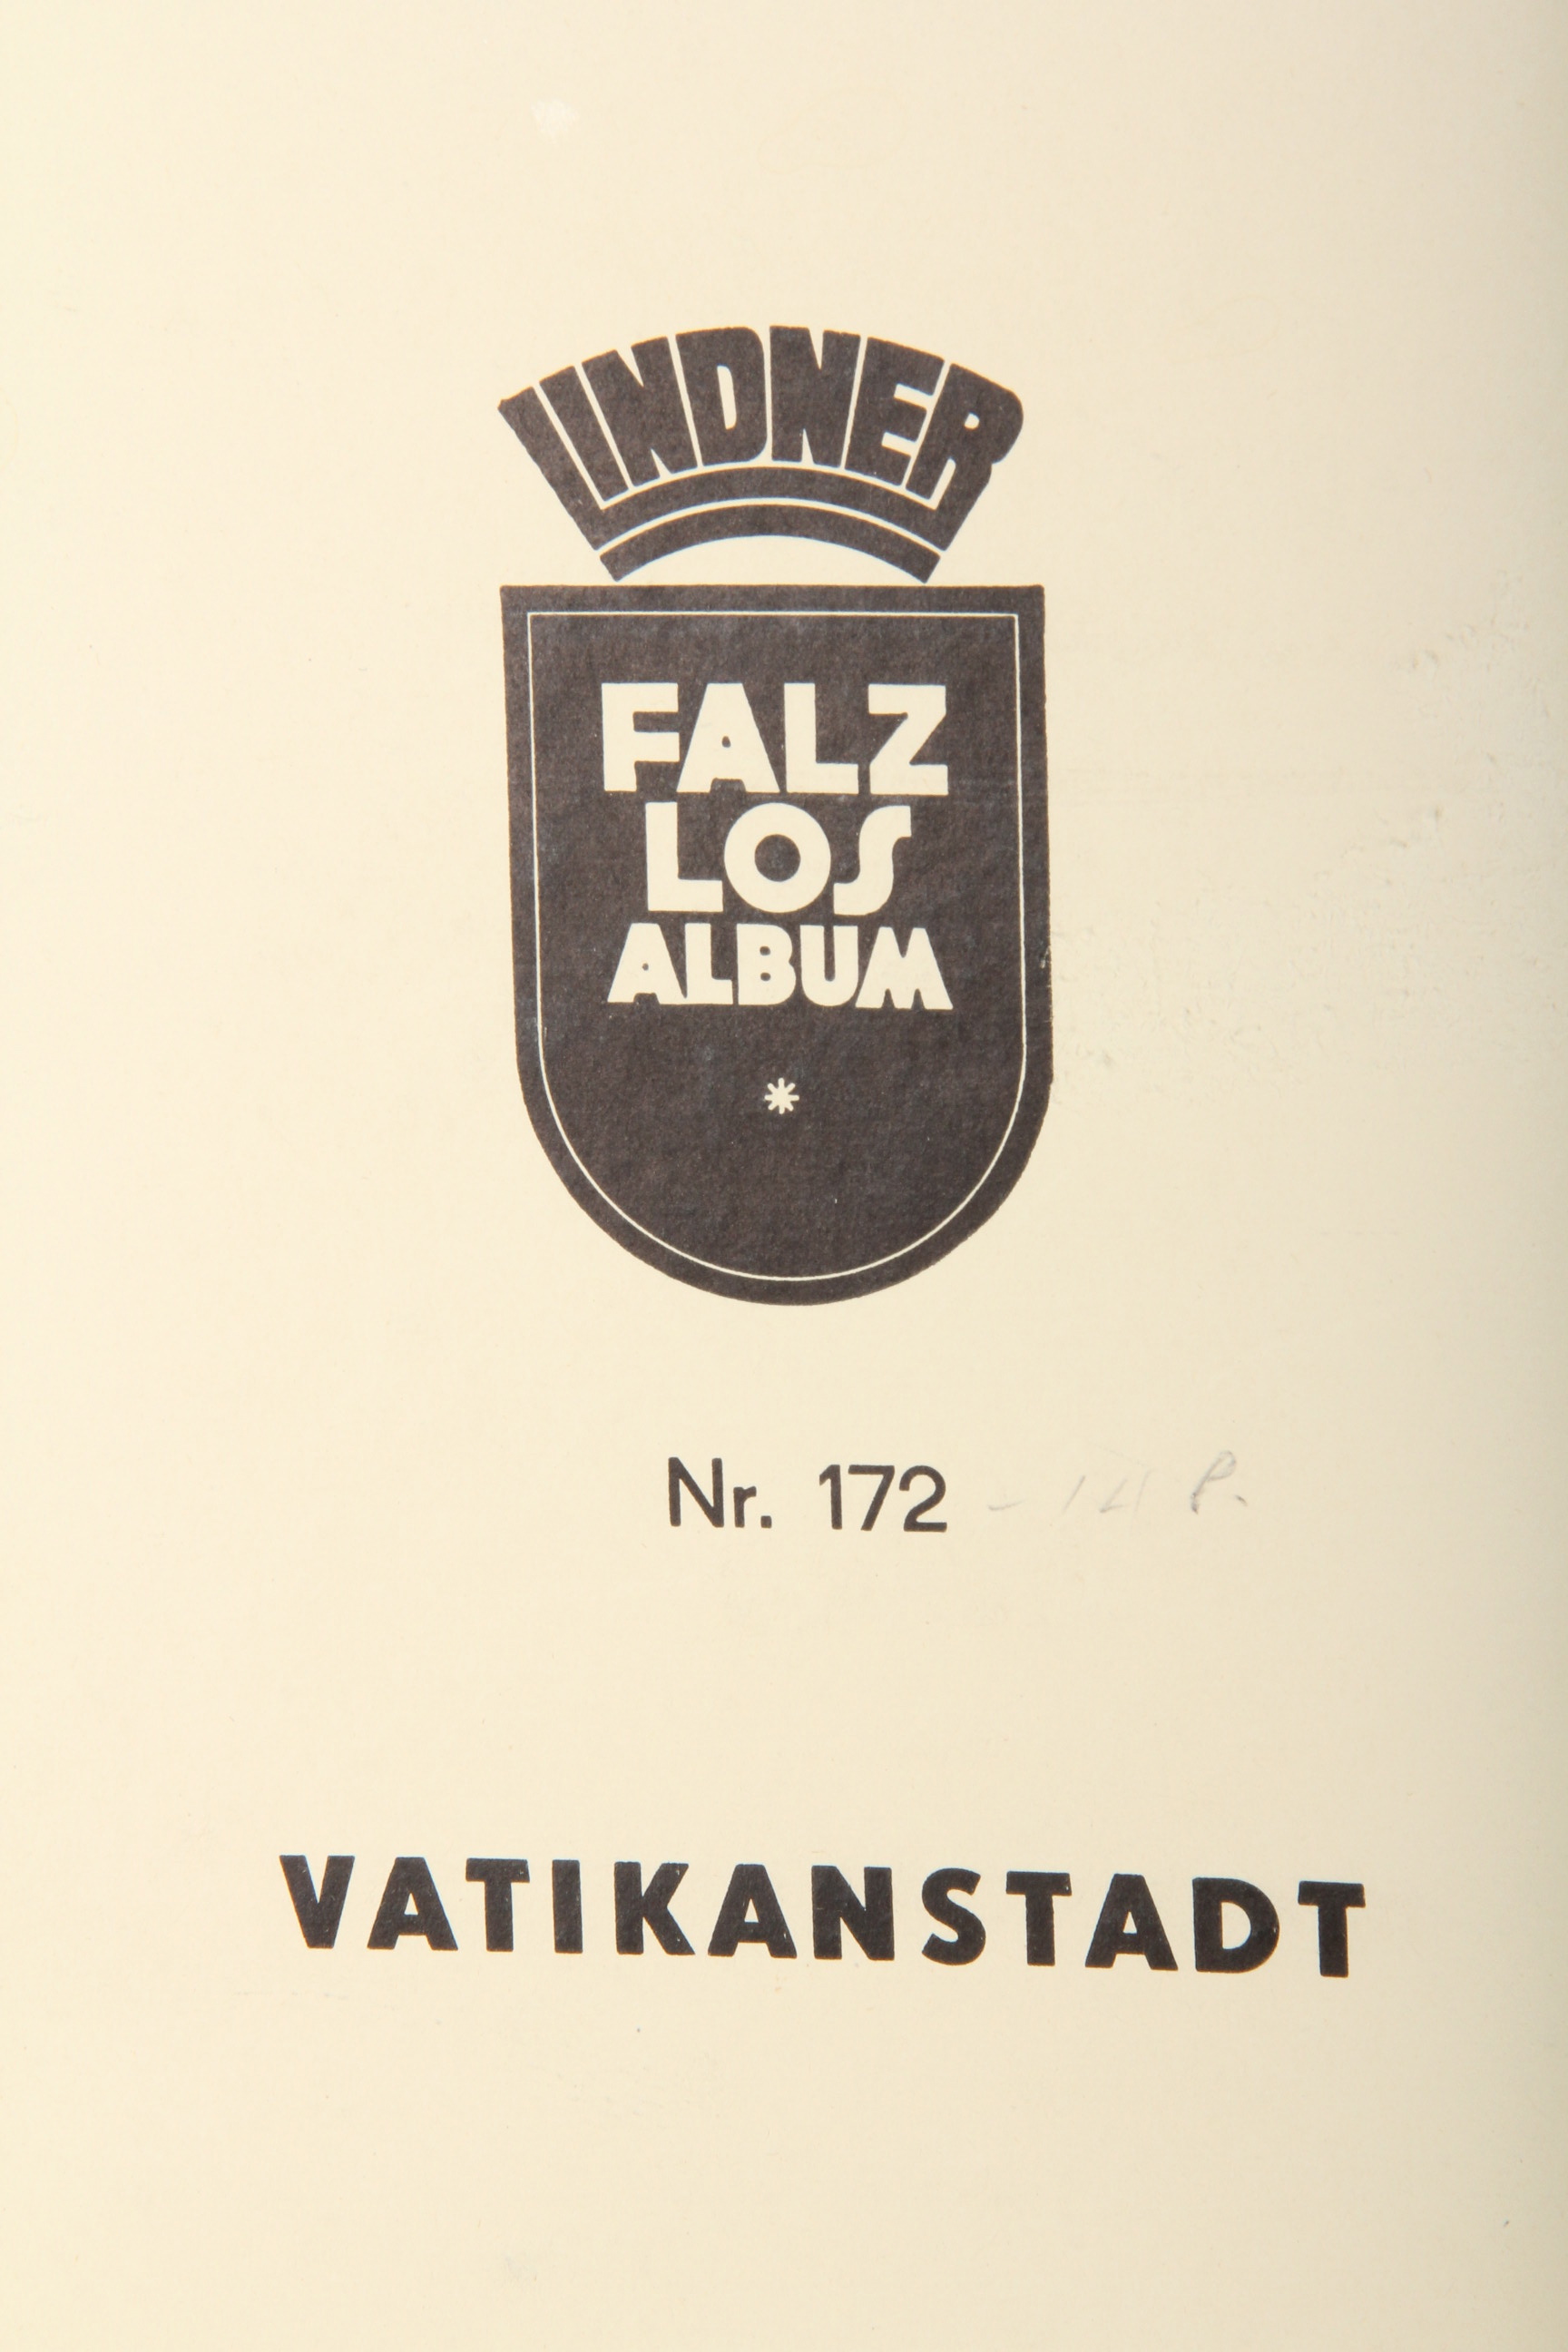 LINDNER
FALZ
LOS
ALBUM
*
Nr. 172
VATIKANSTADT